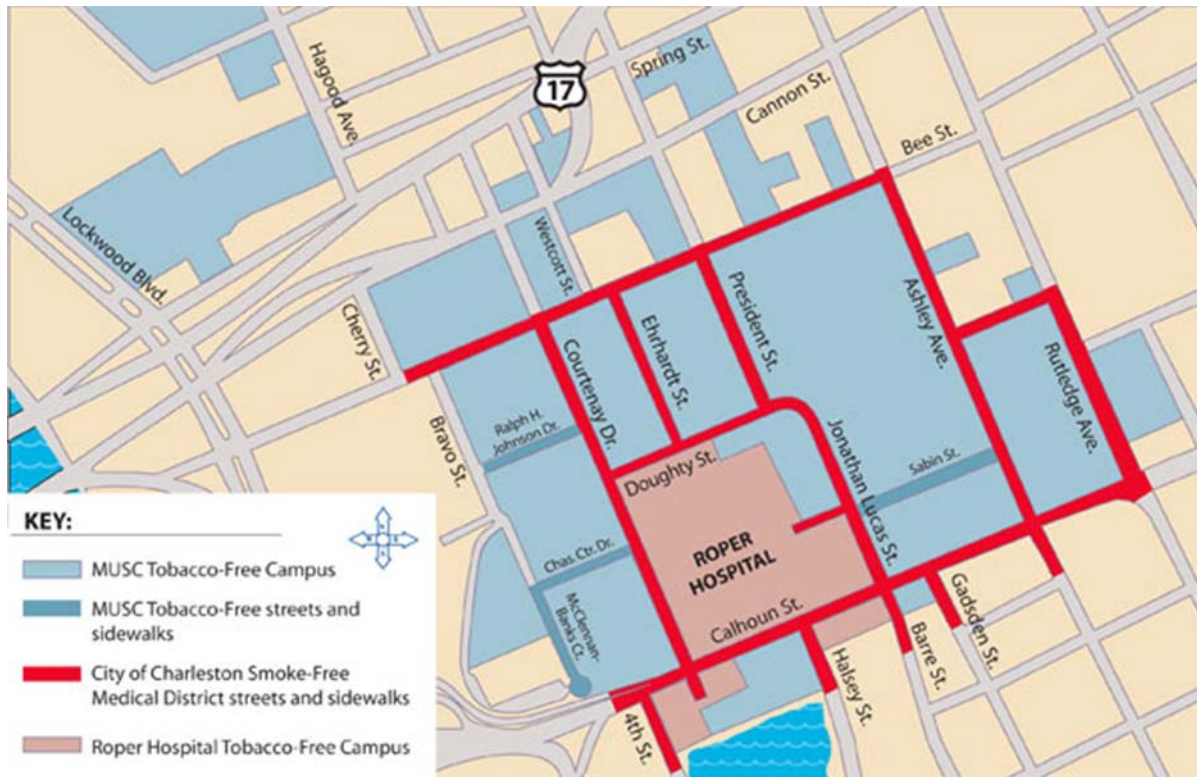 Hagood Ave.
17
Spring St.
Cannon St.
Bee St.
Lockwood Blvd.
Westcott St.
Cherry St.
Ehrhardt St.
President St.
Ashley Ave.
Rutledge Ave.
Courtenay Dr.
Ralph H.
Johnson Dr.
Bravo St.
Doughty St.
Jonathan Lucas St.
Sabin St.
Chas. Ctr. Dr.
ROPER
HOSPITAL
McClennan-
Banks Ct.
Calhoun St.
4th St.
Halsey St.
Barre St.
Gadsden St.
KEY:
MUSC Tobacco-Free Campus
MUSC Tobacco-Free streets and
sidewalks
City of Charleston Smoke-Free
Medical District streets and sidewalks
Roper Hospital Tobacco-Free Campus